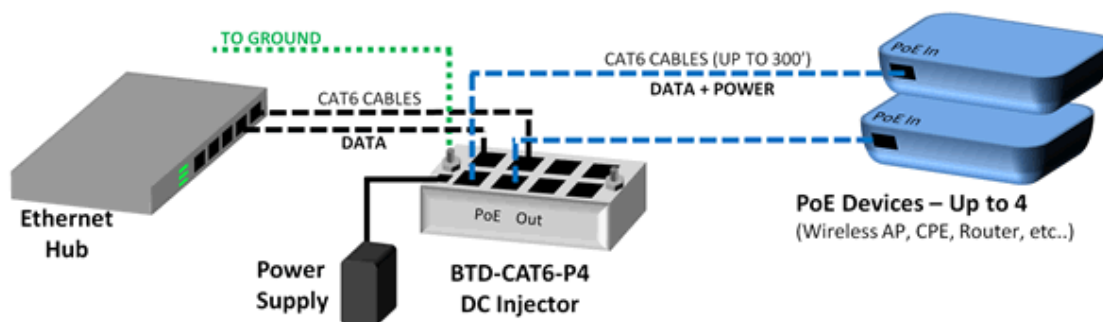 TO GROUND
CAT6 CABLES (UP TO 300')
DATA + POWER
PoE In
PoE In
CAT6 CABLES
DATA
Ethernet
Hub
PoE Out
Power
Supply
BTD-CAT6-P4
DC Injector
PoE Devices – Up to 4
(Wireless AP, CPE, Router, etc..)